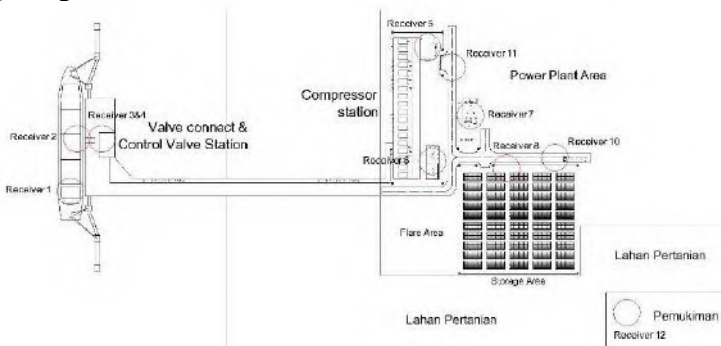 Receiver 5
Receiver 11
Power Plant Area
Compressor
station
Receiver 3&4
Receiver 2
Valve connect &
Control Valve Station
Receiver 7
Receiver 8
Receiver 10
Receiver 6
Receiver 1
Flare Area
Lahan Pertanian
Storage Area
Lahan Pertanian
Pemukiman
Receiver 12